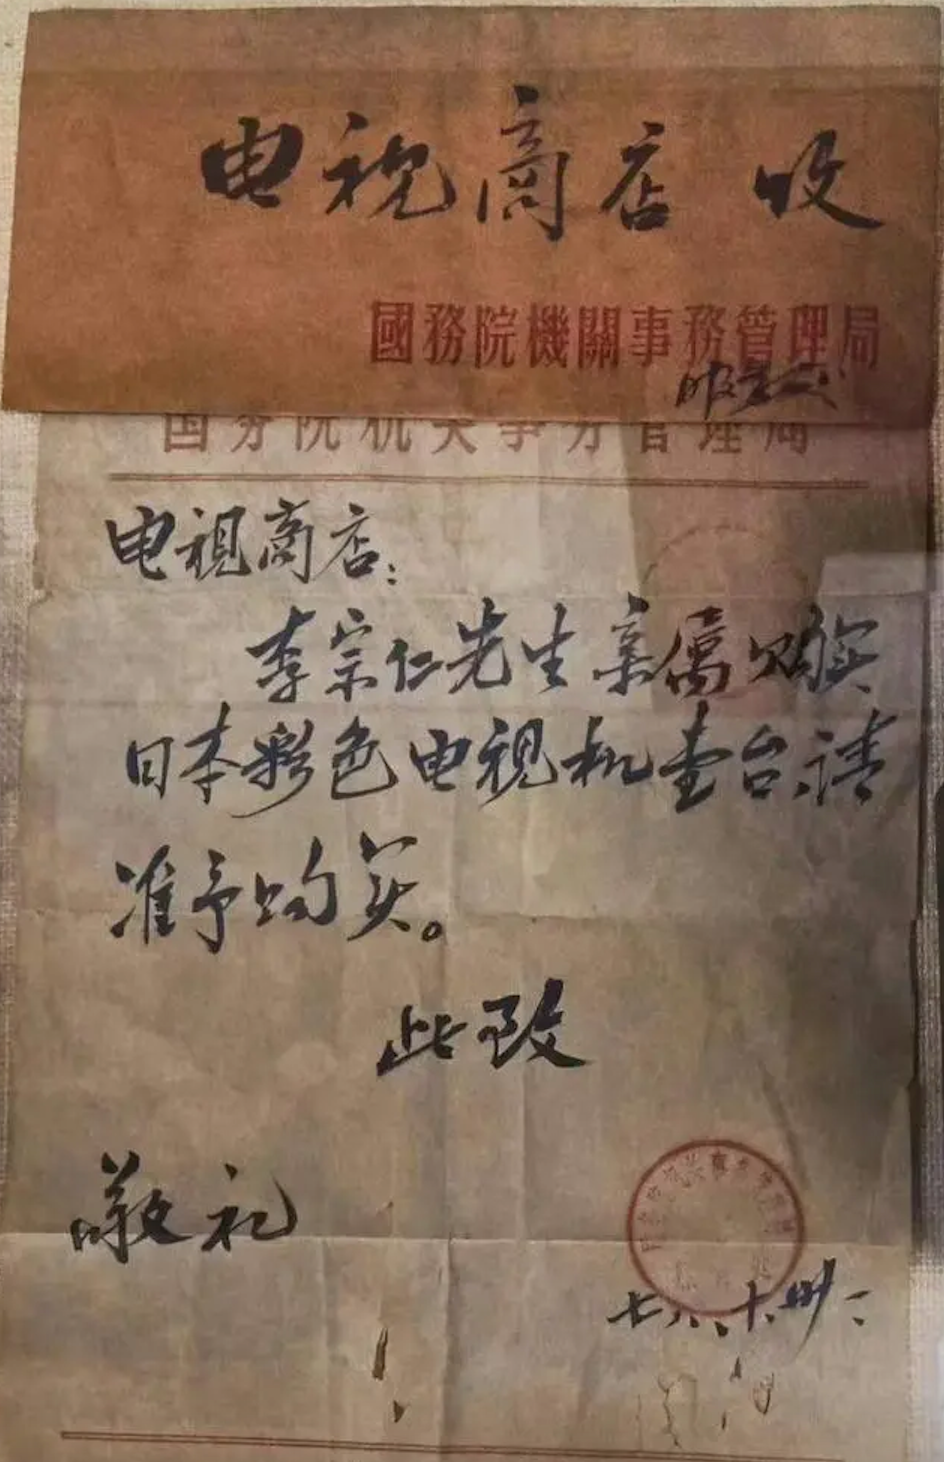 电视商店 收
國務院機關事務管理局
国务院机关事务管理局
电视商店：
李宗仁先生亲属购买
日本彩色电视机壹台，请
准予购买。
此致
敬礼